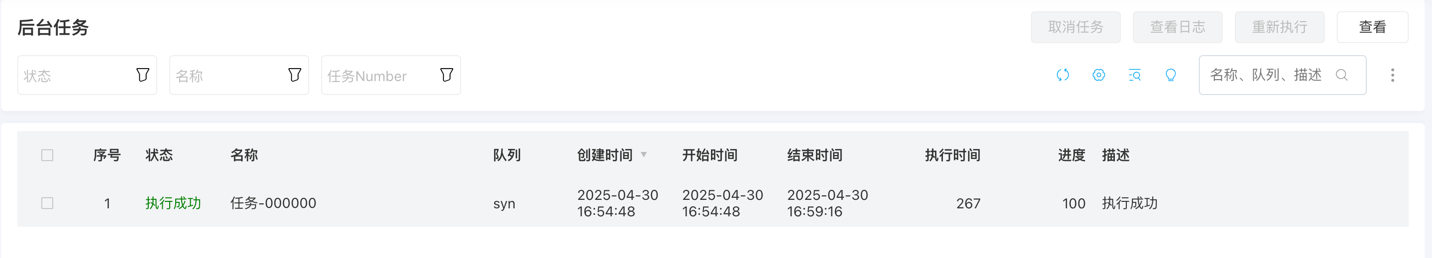 后台任务 取消任务 查看日志 重新执行 查看
状态 名称 任务Number 名称、队列、描述
序号 状态 名称 队列 创建时间 开始时间 结束时间 执行时间 进度 描述
1 执行成功 任务-000000 syn 2025-04-30 16:54:48 2025-04-30 16:54:48 2025-04-30 16:59:16 267 100 执行成功